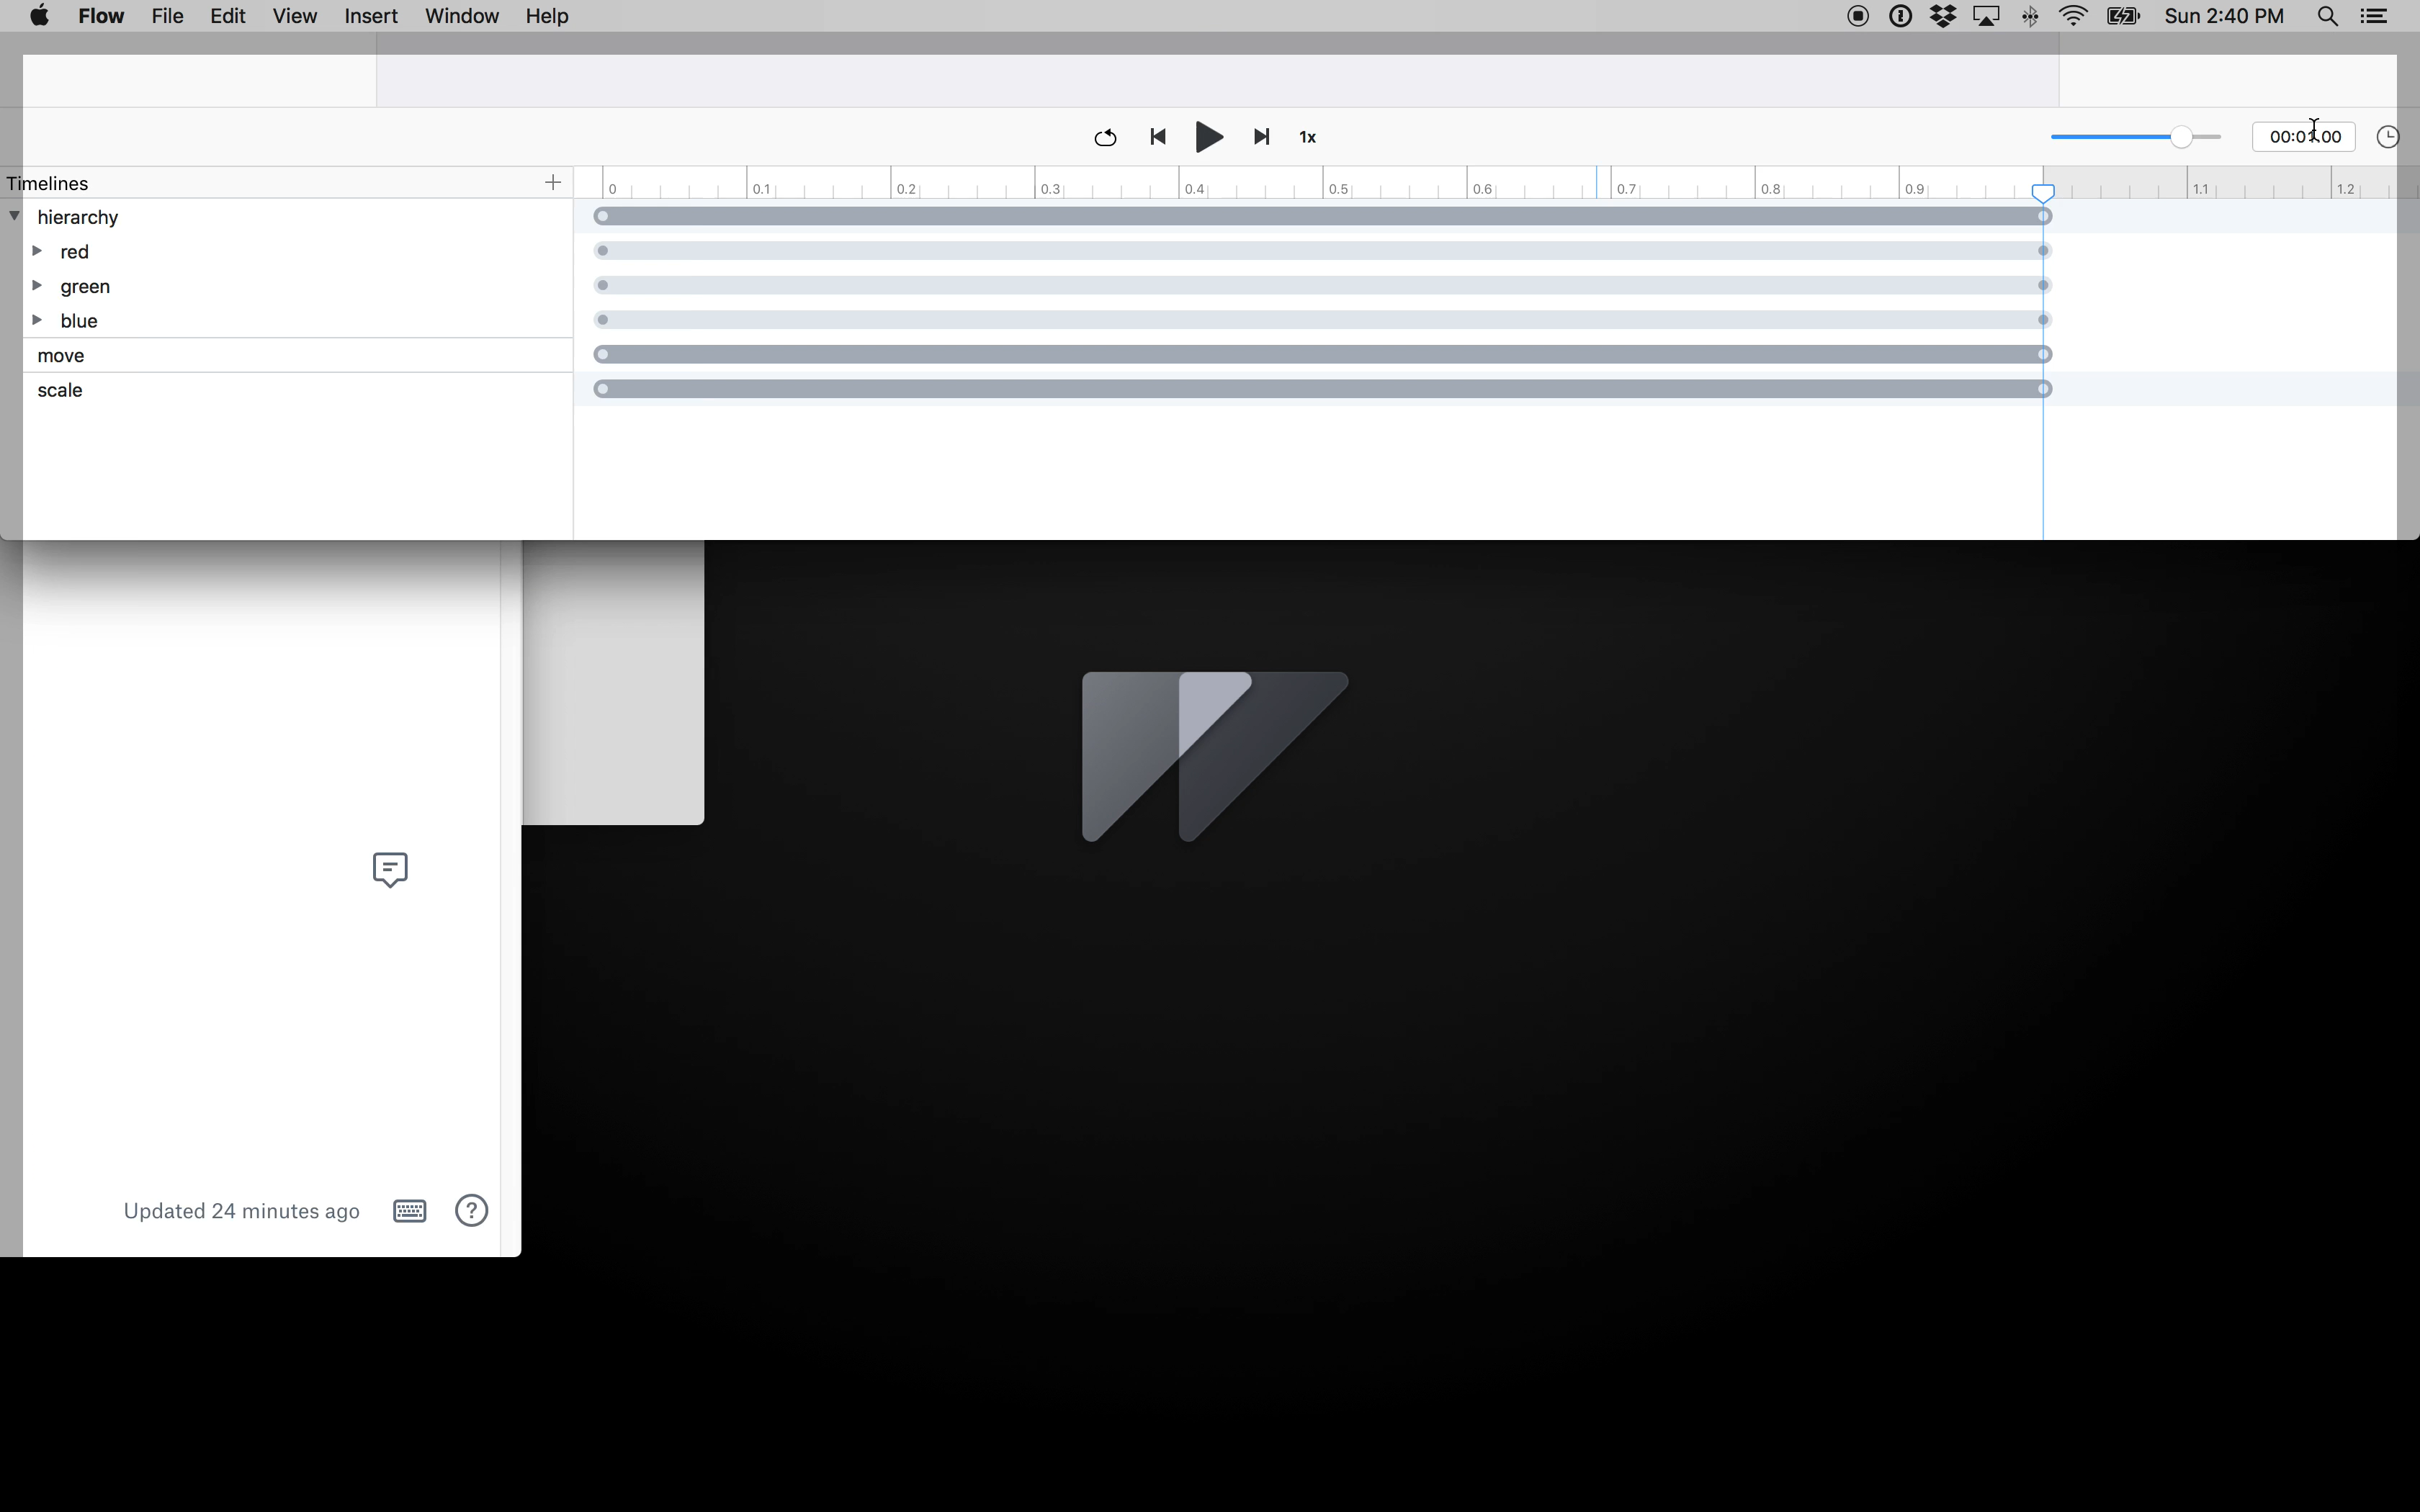 Flow File Edit View Insert Window Help Sun 2:40 PM
1x 00:01.00
Timelines 0 0.1 0.2 0.3 0.4 0.5 0.6 0.7 0.8 0.9 1.1 1.2
hierarchy
red
green
blue
move
scale
Updated 24 minutes ago ?